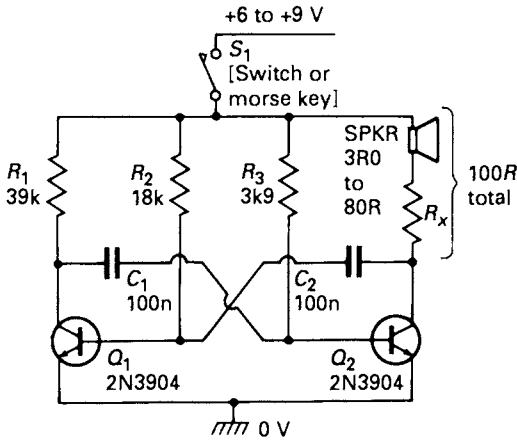 +6 to +9 V
S1
[Switch or
morse key]
R1
39k
R2
18k
R3
3k9
SPKR
3R0
to
80R
Rx
100R
total
C1
100n
C2
100n
Q1
2N3904
Q2
2N3904
0 V